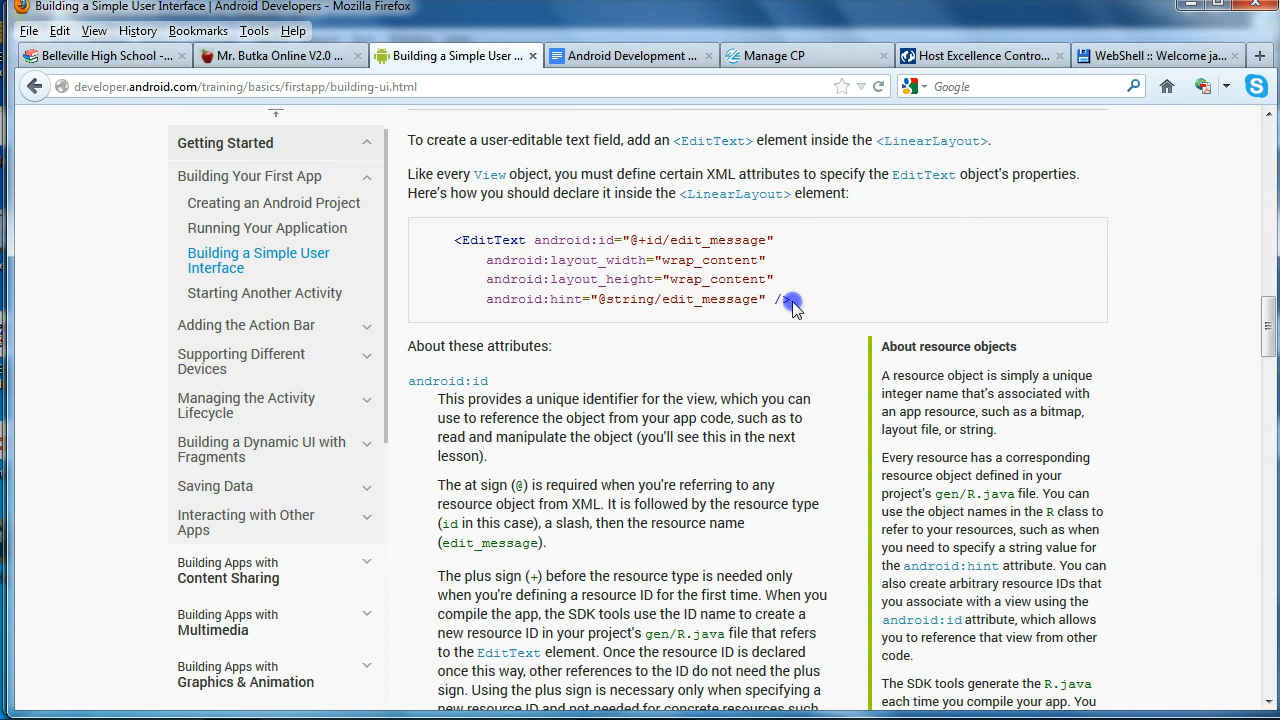 Building a Simple User Interface | Android Developers - Mozilla Firefox
File Edit View History Bookmarks Tools Help
Belleville High School -... × Mr. Butka Online V2.0 ... × Building a Simple User ... × Android Development ... × Manage CP × Host Excellence Contro... × WebShell :: Welcome ja... × +
developer.android.com/training/basics/firstapp/building-ui.html
Google
Getting Started
Building Your First App
Creating an Android Project
Running Your Application
Building a Simple User
Interface
Starting Another Activity
Adding the Action Bar
Supporting Different
Devices
Managing the Activity
Lifecycle
Building a Dynamic UI with
Fragments
Saving Data
Interacting with Other
Apps
Building Apps with
Content Sharing
Building Apps with
Multimedia
Building Apps with
Graphics & Animation
To create a user-editable text field, add an <EditText> element inside the <LinearLayout>.
Like every View object, you must define certain XML attributes to specify the EditText object's properties.
Here's how you should declare it inside the <LinearLayout> element:
<EditText android:id="@+id/edit_message"
android:layout_width="wrap_content"
android:layout_height="wrap_content"
android:hint="@string/edit_message" />
About these attributes:
android:id
This provides a unique identifier for the view, which you can
use to reference the object from your app code, such as to
read and manipulate the object (you'll see this in the next
lesson).
The at sign (@) is required when you're referring to any
resource object from XML. It is followed by the resource type
(id in this case), a slash, then the resource name
(edit_message).
The plus sign (+) before the resource type is needed only
when you're defining a resource ID for the first time. When you
compile the app, the SDK tools use the ID name to create a
new resource ID in your project's gen/R.java file that refers
to the EditText element. Once the resource ID is declared
once this way, other references to the ID do not need the plus
sign. Using the plus sign is necessary only when specifying a
new resource ID and not needed for concrete resources such
About resource objects
A resource object is simply a unique
integer name that's associated with
an app resource, such as a bitmap,
layout file, or string.
Every resource has a corresponding
resource object defined in your
project's gen/R.java file. You can
use the object names in the R class to
refer to your resources, such as when
you need to specify a string value for
the android:hint attribute. You can
also create arbitrary resource IDs that
you associate with a view using the
android:id attribute, which allows
you to reference that view from other
code.
The SDK tools generate the R.java
each time you compile your app. You